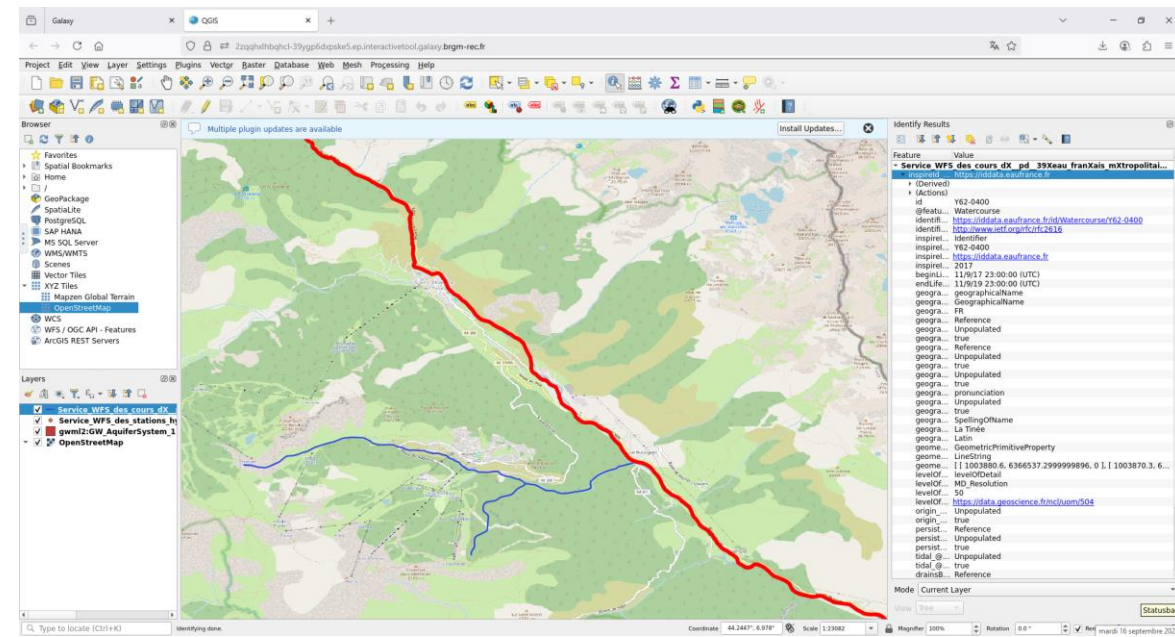 Galaxy
QGIS
2zqqhdhbqhcl-39ygp6dxpske5.ep.interactivetool.galaxy.brgm-rec.fr
Project Edit View Layer Settings Plugins Vector Raster Database Web Mesh Processing Help
Browser
Multiple plugin updates are available
Install Updates...
Favorites
Spatial Bookmarks
Home
/
GeoPackage
SpatiaLite
PostgreSQL
SAP HANA
MS SQL Server
WMS/WMTS
Scenes
Vector Tiles
XYZ Tiles
Mapzen Global Terrain
OpenStreetMap
WCS
WFS / OGC API - Features
ArcGIS REST Servers
Layers
Service_WFS_des_cours_dX_
Service_WFS_des_stations_hy
gwml2:GW_AquiferSystem_1
OpenStreetMap
Identify Results
Feature Value
Service_WFS_des_cours_dX__pd__39Xeau_franXais_mXtropolitai...
inspireId_... https://iddata.eaufrance.fr
(Derived)
(Actions)
id Y62-0400
@featu... Watercourse
identifi... https://iddata.eaufrance.fr/id/Watercourse/Y62-0400
identifi... http://www.ietf.org/rfc/rfc2616
inspireI... Identifier
inspireI... Y62-0400
inspireI... https://iddata.eaufrance.fr
inspireI... 2017
beginLi... 11/9/17 23:00:00 (UTC)
endLife... 11/9/19 23:00:00 (UTC)
geogra... geographicalName
geogra... GeographicalName
geogra... FR
geogra... Reference
geogra... Unpopulated
geogra... true
geogra... Reference
geogra... Unpopulated
geogra... true
geogra... Unpopulated
geogra... true
geogra... pronunciation
geogra... Unpopulated
geogra... true
geogra... SpellingOfName
geogra... La Tinée
geogra... Latin
geome... GeometricPrimitiveProperty
geome... LineString
geome... [ [ 1003880.6, 6366537.2999999896, 0 ], [ 1003870.3, 6...
levelOf... levelOfDetail
levelOf... MD_Resolution
levelOf... 50
levelOf... https://data.geoscience.fr/ncl/uom/504
origin_... Unpopulated
origin_... true
persist... Reference
persist... Unpopulated
persist... true
tidal_@... Unpopulated
tidal_@... true
drainsB... Reference
Mode Current Layer
View Tree
Statusba
Type to locate (Ctrl+K)
Identifying done.
Coordinate 44.2447°, 6.978°
Scale 1:23082
Magnifier 100%
Rotation 0.0 °
mardi 16 septembre 202